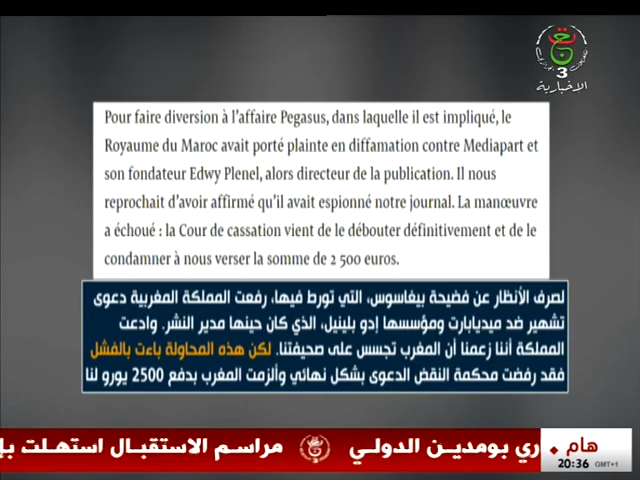 3
الإخبارية
Pour faire diversion à l’affaire Pegasus, dans laquelle il est impliqué, le
Royaume du Maroc avait porté plainte en diffamation contre Mediapart et
son fondateur Edwy Plenel, alors directeur de la publication. Il nous
reprochait d’avoir affirmé qu’il avait espionné notre journal. La manœuvre
a échoué : la Cour de cassation vient de le débouter définitivement et de le
condamner à nous verser la somme de 2 500 euros.
لصرف الأنظار عن فضيحة بيغاسوس، التي تورط فيها، رفعت المملكة المغربية دعوى
تشهير ضد ميديابارت ومؤسسها إدو بلينيل، الذي كان حينها مدير النشر. وادعت
المملكة أننا زعمنا أن المغرب تجسس على صحيفتنا. لكن هذه المحاولة باءت بالفشل
فقد رفضت محكمة النقض الدعوى بشكل نهائي وألزمت المغرب بدفع 2500 يورو لنا
هام
ري بومدين الدولي
مراسم الاستقبال استهلت بإ
20:36 GMT+1